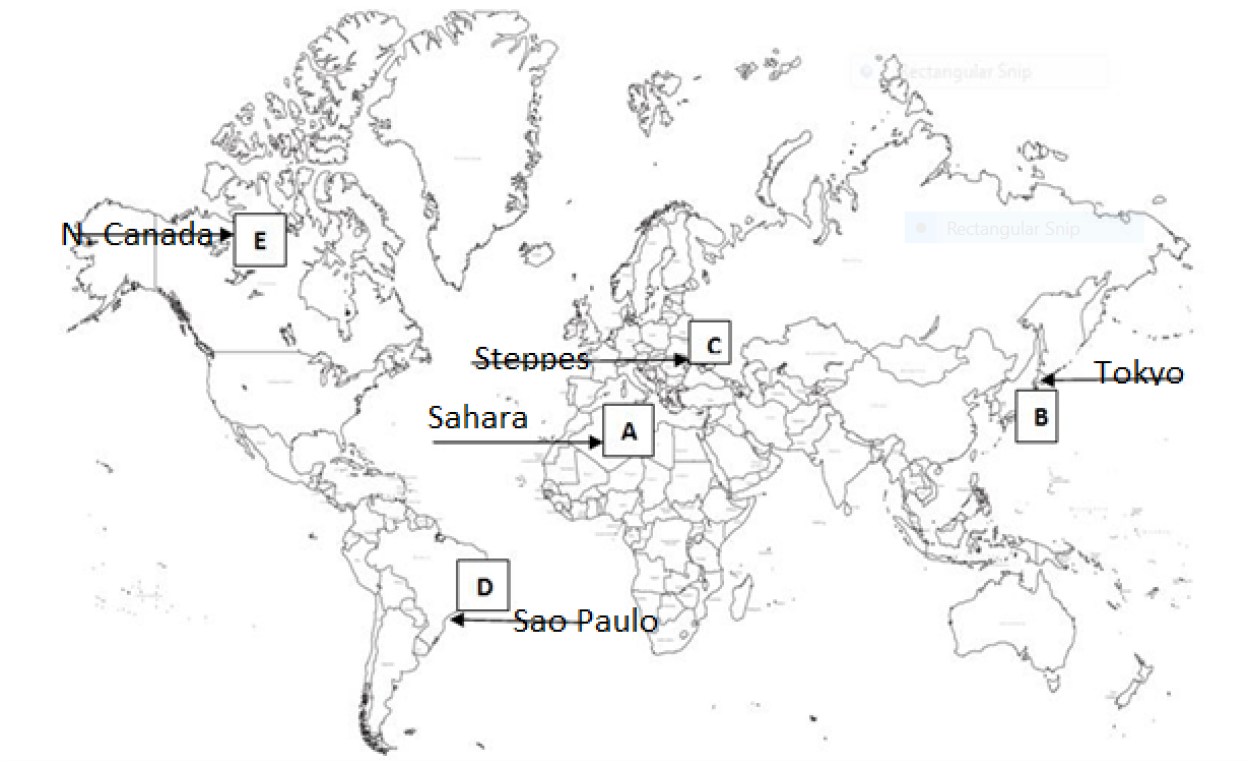 Rectangular Snip
N. Canada
E
Rectangular Snip
Steppes
C
Tokyo
Sahara
A
B
D
Sao Paulo